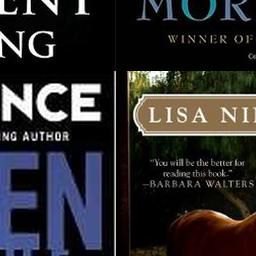 ENT
NG
MOR
WINNER OF
Co
NCE
NG AUTHOR
EN
LISA NI
"You will be the better for
reading this book."
—BARBARA WALTERS